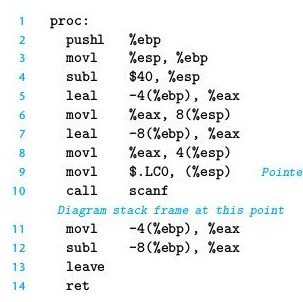 1 proc:
2 pushl %ebp
3 movl %esp, %ebp
4 subl $40, %esp
5 leal -4(%ebp), %eax
6 movl %eax, 8(%esp)
7 leal -8(%ebp), %eax
8 movl %eax, 4(%esp)
9 movl $.LC0, (%esp) Pointe
10 call scanf
Diagram stack frame at this point
11 movl -4(%ebp), %eax
12 subl -8(%ebp), %eax
13 leave
14 ret